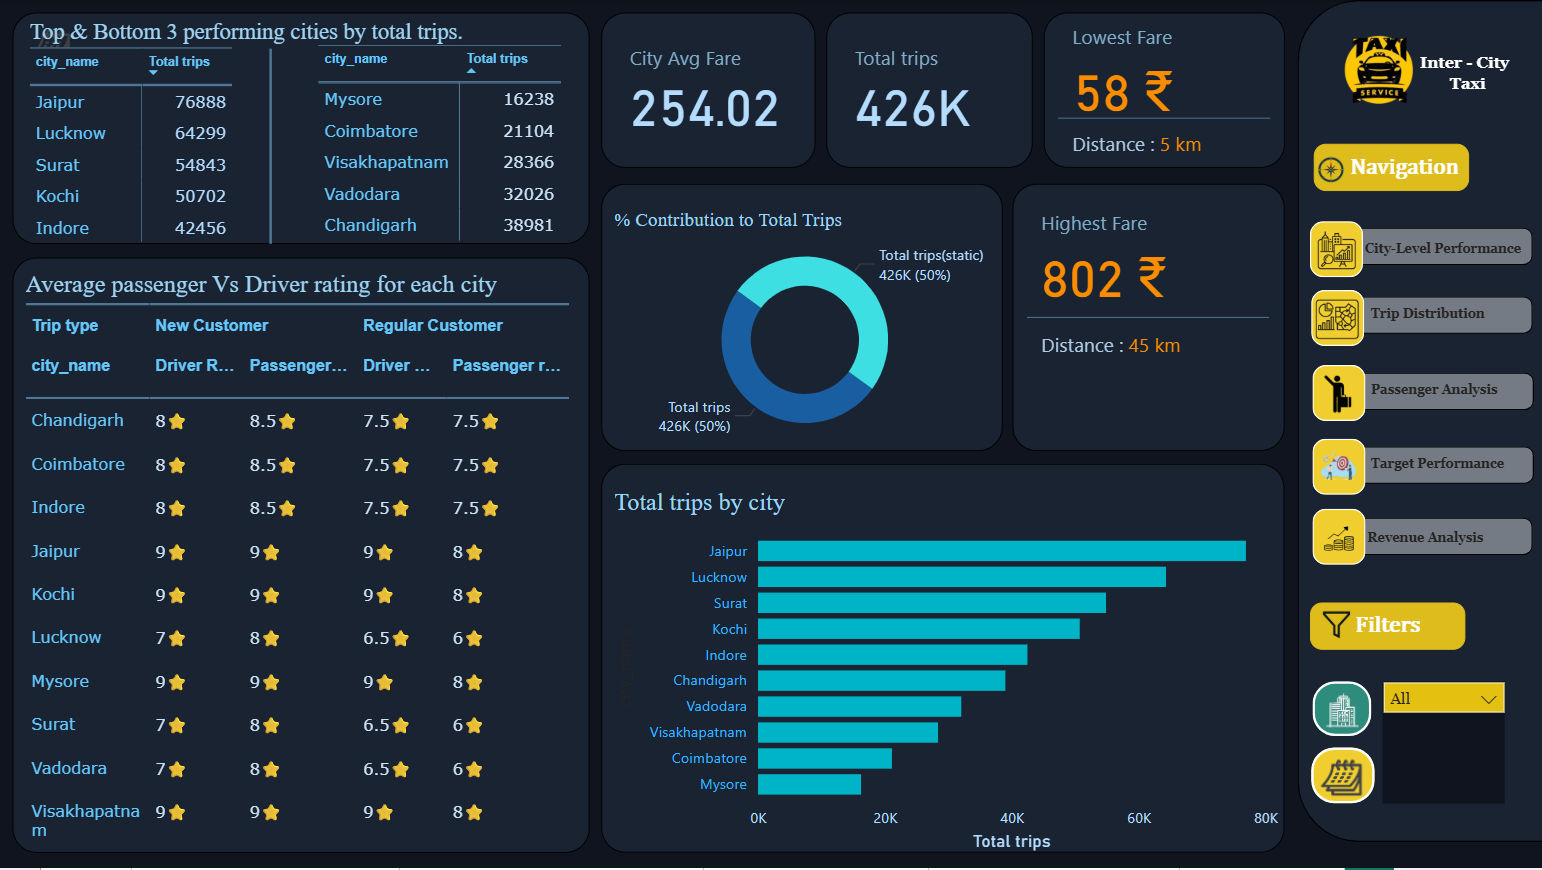 Top & Bottom 3 performing cities by total trips.
city_name Total trips
Jaipur 76888
Lucknow 64299
Surat 54843
Kochi 50702
Indore 42456
city_name Total trips
Mysore 16238
Coimbatore 21104
Visakhapatnam 28366
Vadodara 32026
Chandigarh 38981
City Avg Fare
254.02
Total trips
426K
Lowest Fare
58 ₹
Distance : 5 km
% Contribution to Total Trips
Total trips(static)
426K (50%)
Total trips
426K (50%)
Highest Fare
802 ₹
Distance : 45 km
Average passenger Vs Driver rating for each city
Trip type New Customer Regular Customer
city_name Driver R... Passenger... Driver ... Passenger r...
Chandigarh 8⭐ 8.5⭐ 7.5⭐ 7.5⭐
Coimbatore 8⭐ 8.5⭐ 7.5⭐ 7.5⭐
Indore 8⭐ 8.5⭐ 7.5⭐ 7.5⭐
Jaipur 9⭐ 9⭐ 9⭐ 8⭐
Kochi 9⭐ 9⭐ 9⭐ 8⭐
Lucknow 7⭐ 8⭐ 6.5⭐ 6⭐
Mysore 9⭐ 9⭐ 9⭐ 8⭐
Surat 7⭐ 8⭐ 6.5⭐ 6⭐
Vadodara 7⭐ 8⭐ 6.5⭐ 6⭐
Visakhapatna 9⭐ 9⭐ 9⭐ 8⭐
m
Total trips by city
Jaipur
Lucknow
Surat
Kochi
Indore
Chandigarh
Vadodara
Visakhapatnam
Coimbatore
Mysore
0K 20K 40K 60K 80K
Total trips
TAXI
SERVICE
Inter - City
Taxi
Navigation
City-Level Performance
Trip Distribution
Passenger Analysis
Target Performance
Revenue Analysis
Filters
All